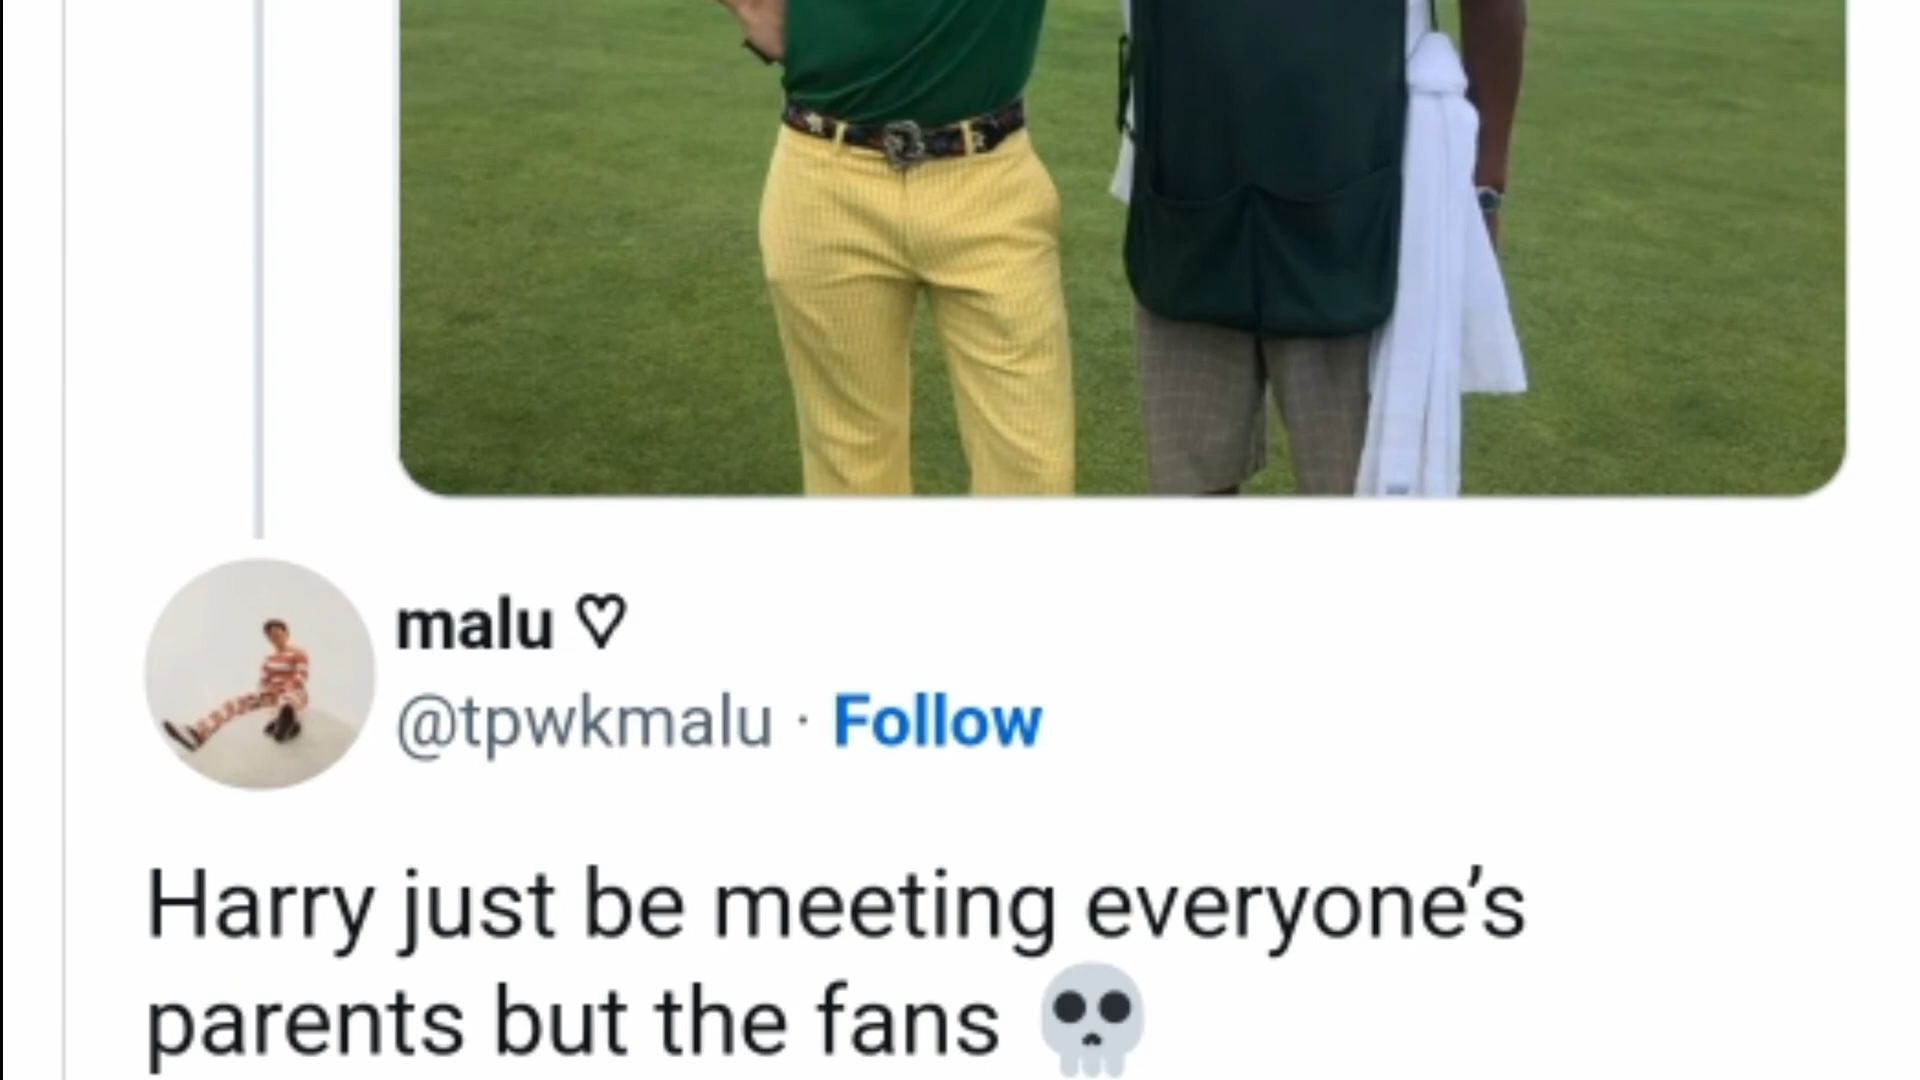 malu ♡
@tpwkmalu · Follow
Harry just be meeting everyone’s
parents but the fans 💀